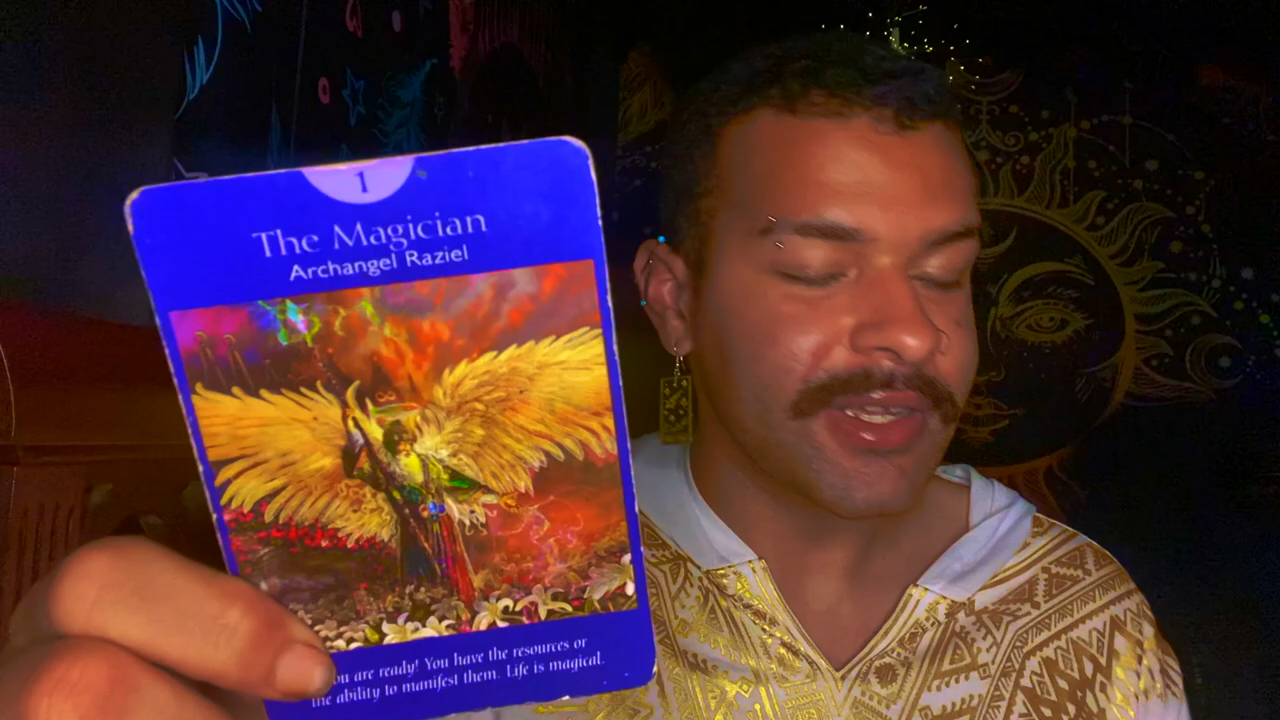 1
The Magician
Archangel Raziel
ou are ready! You have the resources or
the ability to manifest them. Life is magical.